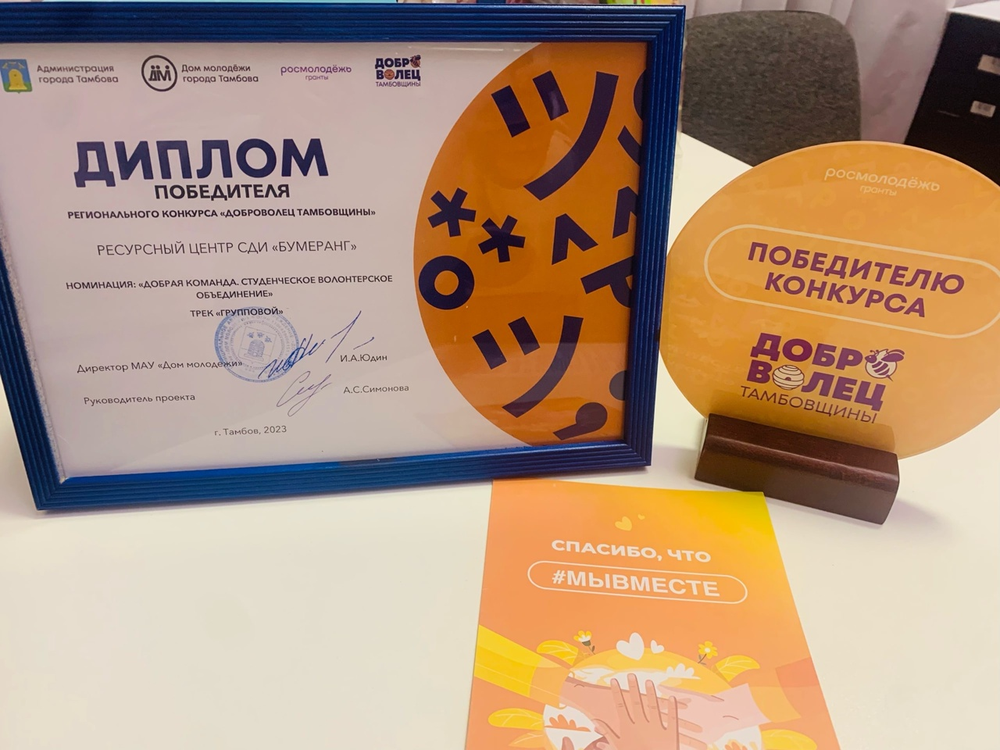 Администрация
города Тамбова
ДМ
Дом молодёжи
города Тамбова
росмолодёжь
гранты
ДОБРО
ВОЛЕЦ
ТАМБОВЩИНЫ
ДИПЛОМ
ПОБЕДИТЕЛЯ
РЕГИОНАЛЬНОГО КОНКУРСА «ДОБРОВОЛЕЦ ТАМБОВЩИНЫ»
РЕСУРСНЫЙ ЦЕНТР СДИ «БУМЕРАНГ»
НОМИНАЦИЯ: «ДОБРАЯ КОМАНДА. СТУДЕНЧЕСКОЕ ВОЛОНТЕРСКОЕ
ОБЪЕДИНЕНИЕ»
ТРЕК «ГРУППОВОЙ»
Директор МАУ «Дом молодежи»
И.А.Юдин
Руководитель проекта
А.С.Симонова
г. Тамбов, 2023
росмолодёжь
гранты
ПОБЕДИТЕЛЮ
КОНКУРСА
ДОБРО
ВОЛЕЦ
ТАМБОВЩИНЫ
СПАСИБО, ЧТО
#МЫВМЕСТЕ